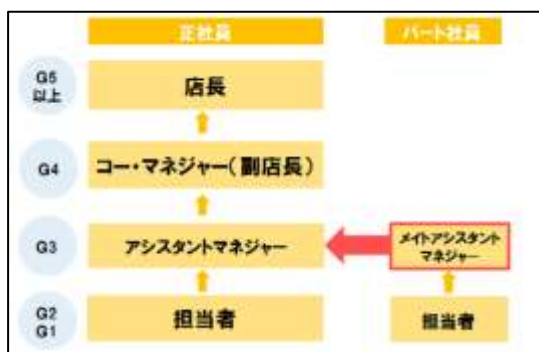 正社員
パート社員
G5
以上
店長
G4
コー・マネジャー(副店長)
G3
アシスタントマネジャー
メイトアシスタント
マネジャー
G2
G1
担当者
担当者